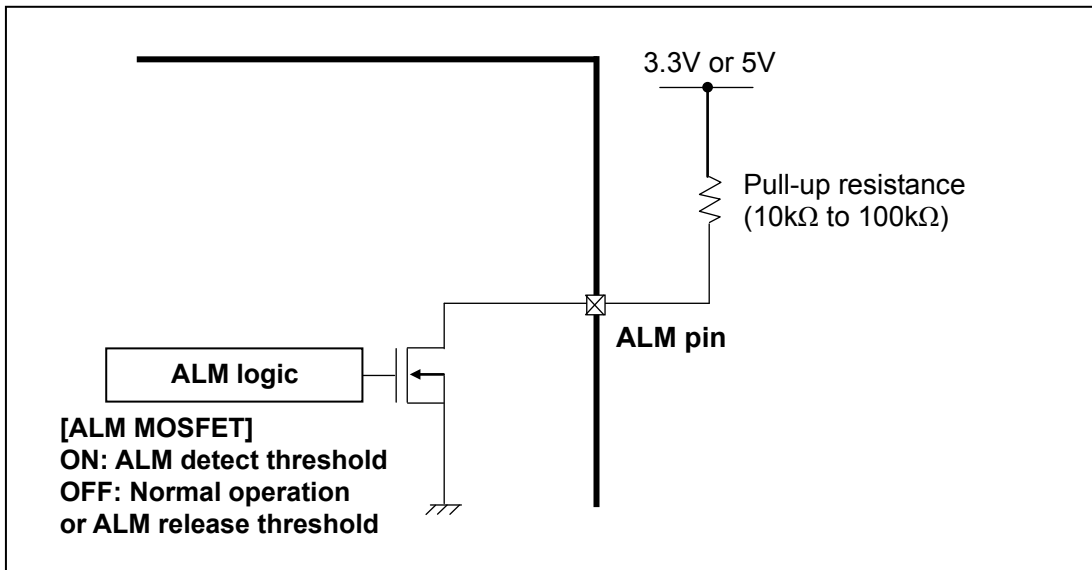 3.3V or 5V
Pull-up resistance
(10kΩ to 100kΩ)
ALM pin
ALM logic
[ALM MOSFET]
ON: ALM detect threshold
OFF: Normal operation
or ALM release threshold